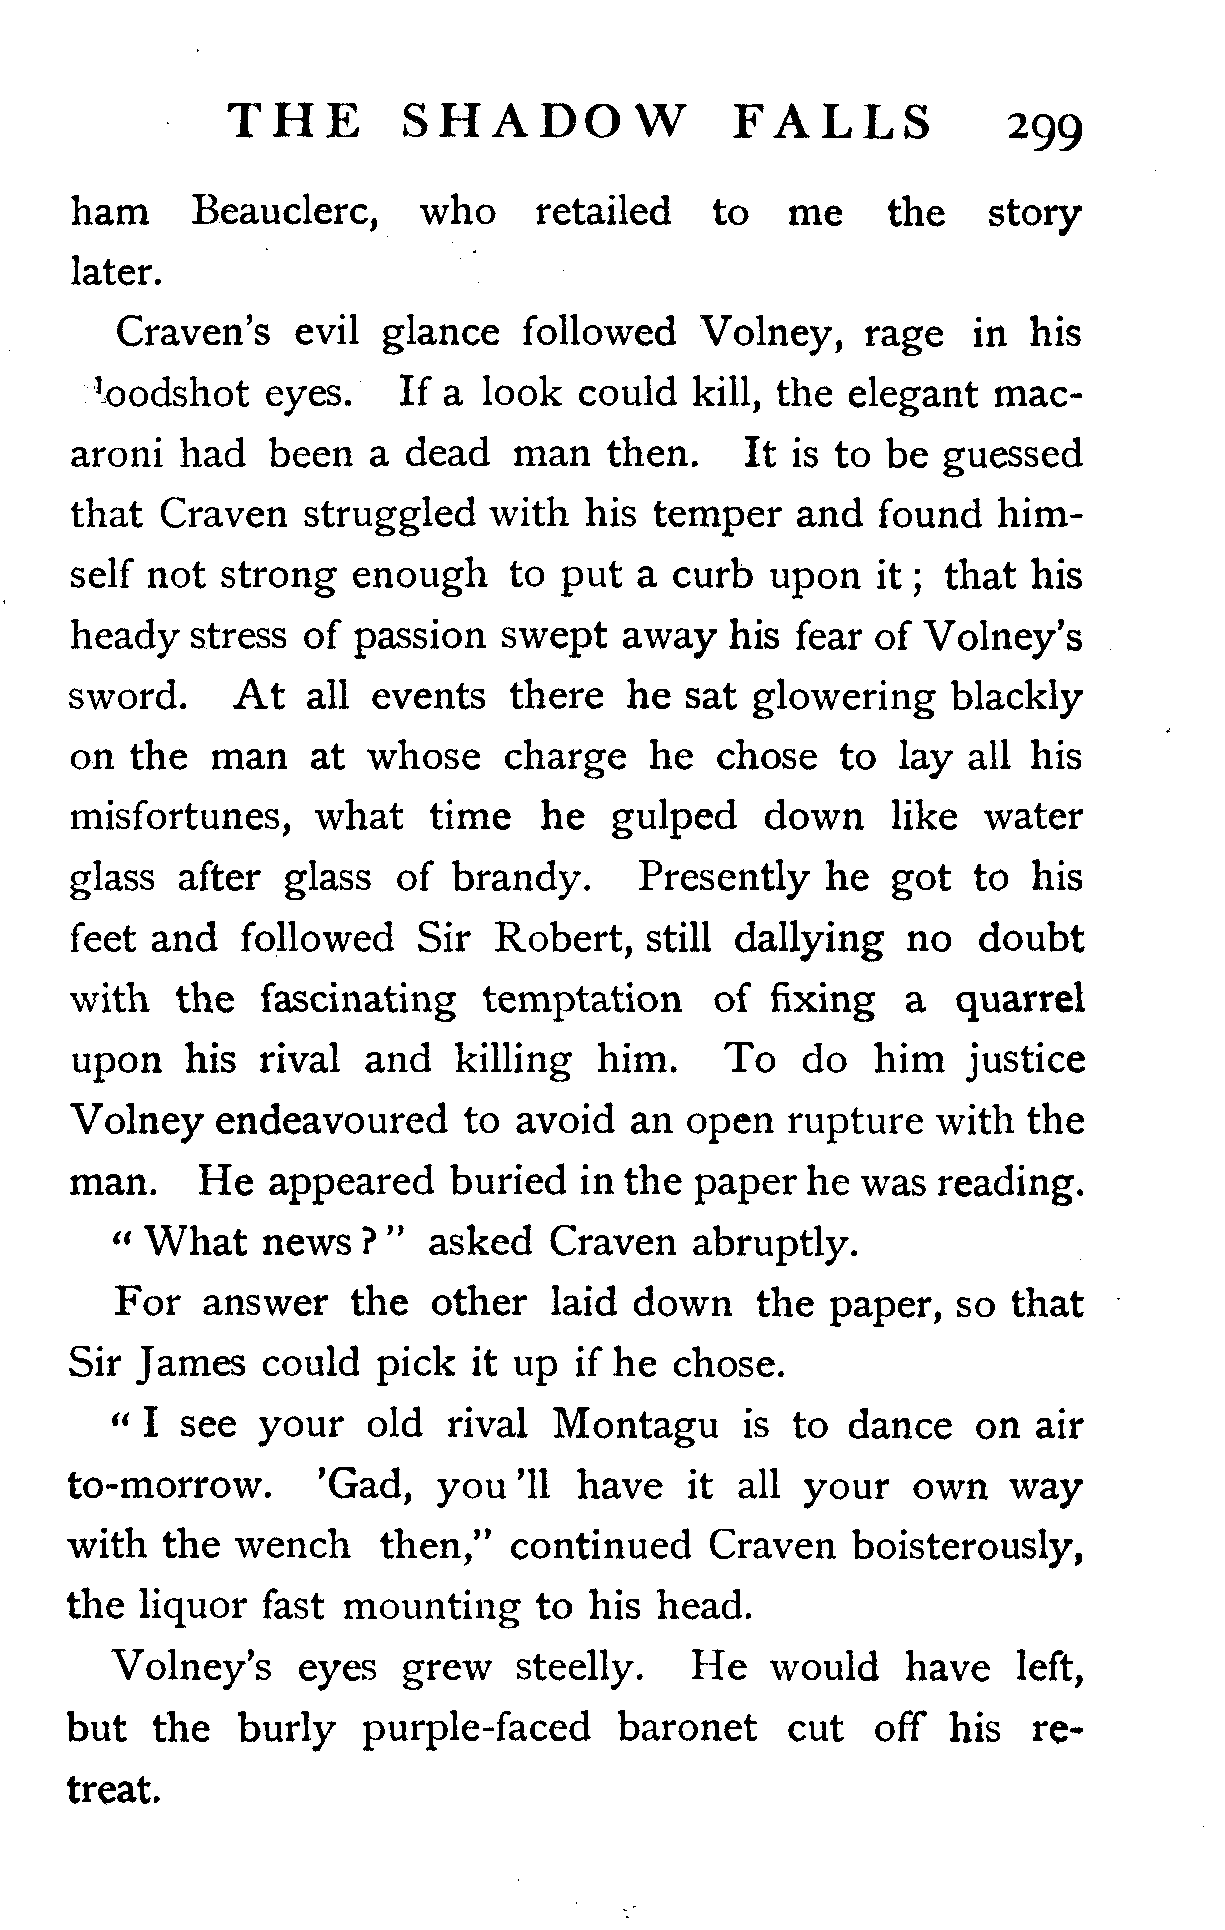 THE SHADOW FALLS 299
ham Beauclerc, who retailed to me the story
later.
Craven's evil glance followed Volney, rage in his
loodshot eyes. If a look could kill, the elegant mac-
aroni had been a dead man then. It is to be guessed
that Craven struggled with his temper and found him-
self not strong enough to put a curb upon it ; that his
heady stress of passion swept away his fear of Volney's
sword. At all events there he sat glowering blackly
on the man at whose charge he chose to lay all his
misfortunes, what time he gulped down like water
glass after glass of brandy. Presently he got to his
feet and followed Sir Robert, still dallying no doubt
with the fascinating temptation of fixing a quarrel
upon his rival and killing him. To do him justice
Volney endeavoured to avoid an open rupture with the
man. He appeared buried in the paper he was reading.
“ What news ? ” asked Craven abruptly.
For answer the other laid down the paper, so that
Sir James could pick it up if he chose.
“ I see your old rival Montagu is to dance on air
to-morrow. 'Gad, you 'll have it all your own way
with the wench then,” continued Craven boisterously,
the liquor fast mounting to his head.
Volney's eyes grew steelly. He would have left,
but the burly purple-faced baronet cut off his re-
treat.